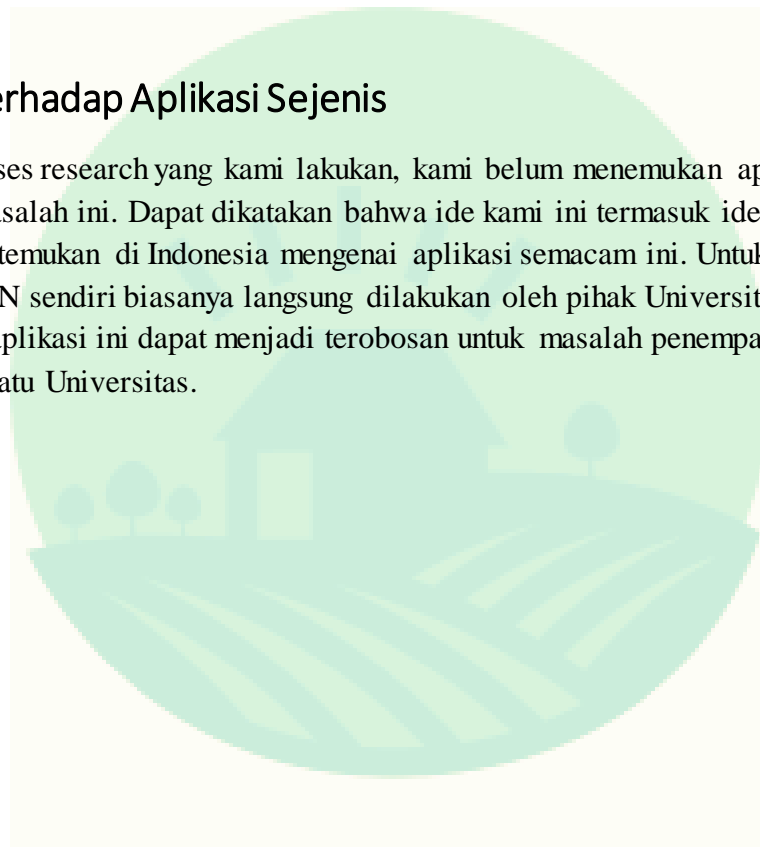 erhadap Aplikasi Sejenis
ses research yang kami lakukan, kami belum menemukan ap
asalah ini. Dapat dikatakan bahwa ide kami ini termasuk ide
temukan di Indonesia mengenai aplikasi semacam ini. Untuk
N sendiri biasanya langsung dilakukan oleh pihak Universit
aplikasi ini dapat menjadi terobosan untuk masalah penempa
atu Universitas.